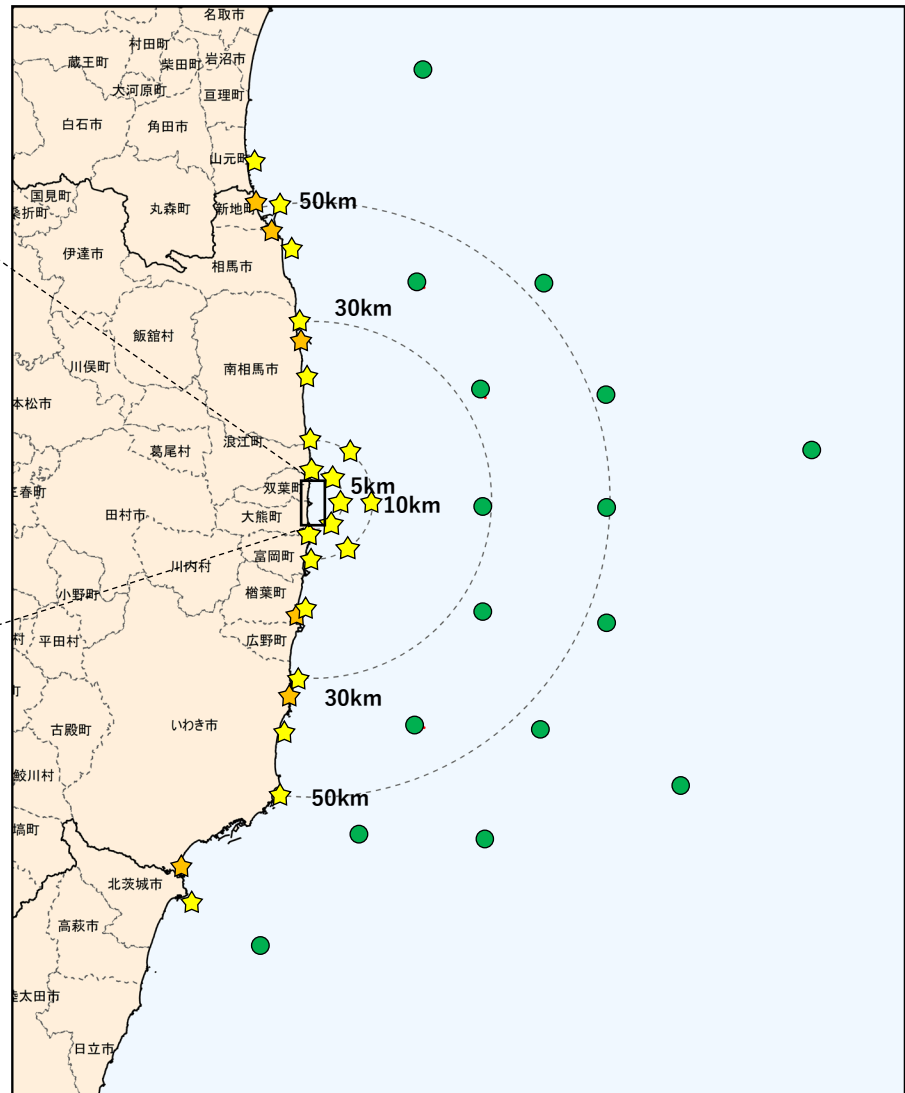 名取市
村田町
岩沼市
蔵王町
柴田町
大河原町
亘理町
白石市
角田市
山元町
国見町
桑折町
丸森町
新地町
50km
伊達市
相馬市
30km
飯舘村
川俣町
南相馬市
本松市
浪江町
葛尾村
双葉町
5km
三春町
10km
田村市
大熊町
富岡町
川内村
小野町
楢葉町
村
平田村
広野町
町
30km
古殿町
いわき市
鮫川村
50km
塙町
北茨城市
高萩市
陸太田市
日立市